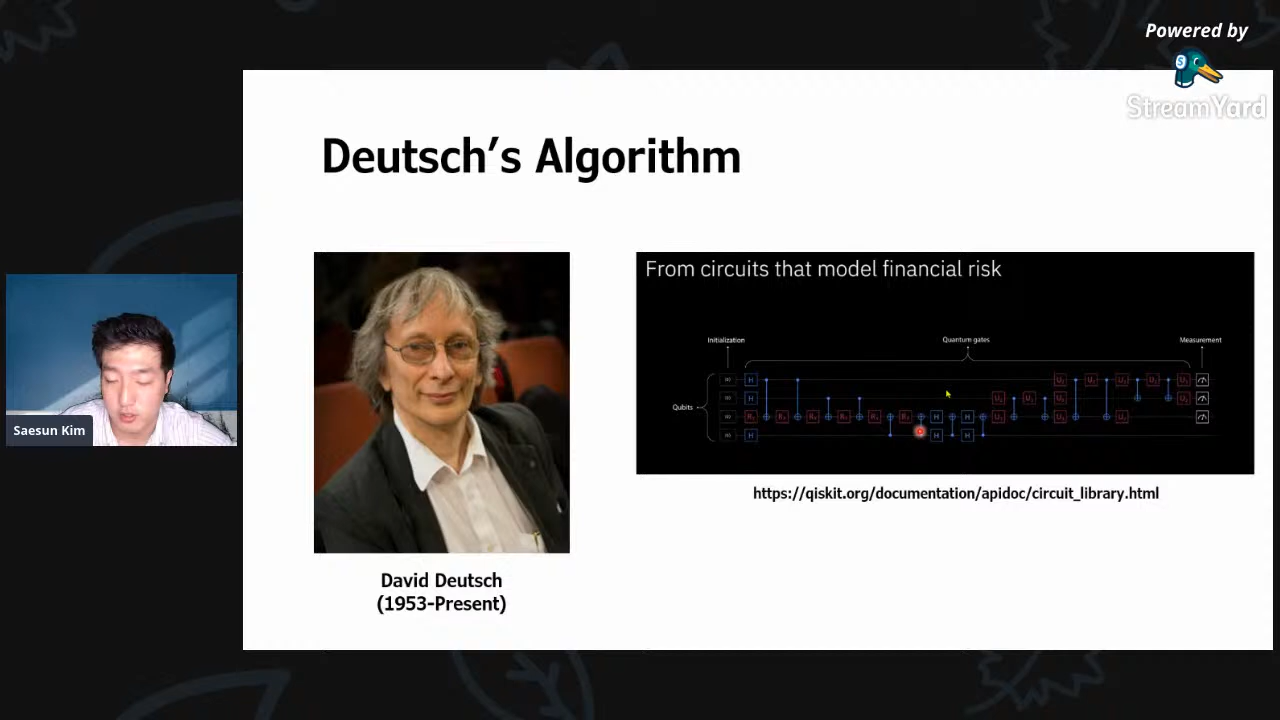 Powered by
StreamYard
Deutsch’s Algorithm
From circuits that model financial risk
Initialization
Quantum gates
Measurement
Qubits
H
H
H
H
H
H
H
Saesun Kim
https://qiskit.org/documentation/apidoc/circuit_library.html
David Deutsch
(1953-Present)